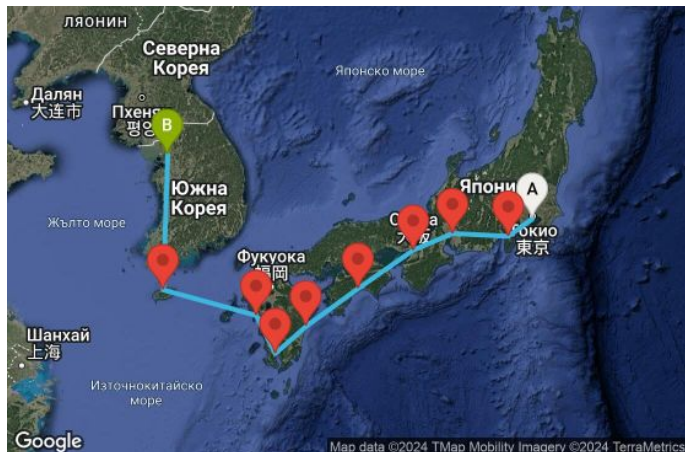 ЛЯОНИН
Северна
Корея
Далян
大连市
Пхеня
평양
B
Японско море
Южна
Корея
Жълто море
Япони
A
Токио
東京
Фукуока
福岡
Шанхай
上海
Източнокитайско
море
Google
Map data ©2024 TMap Mobility Imagery ©2024 TerraMetrics